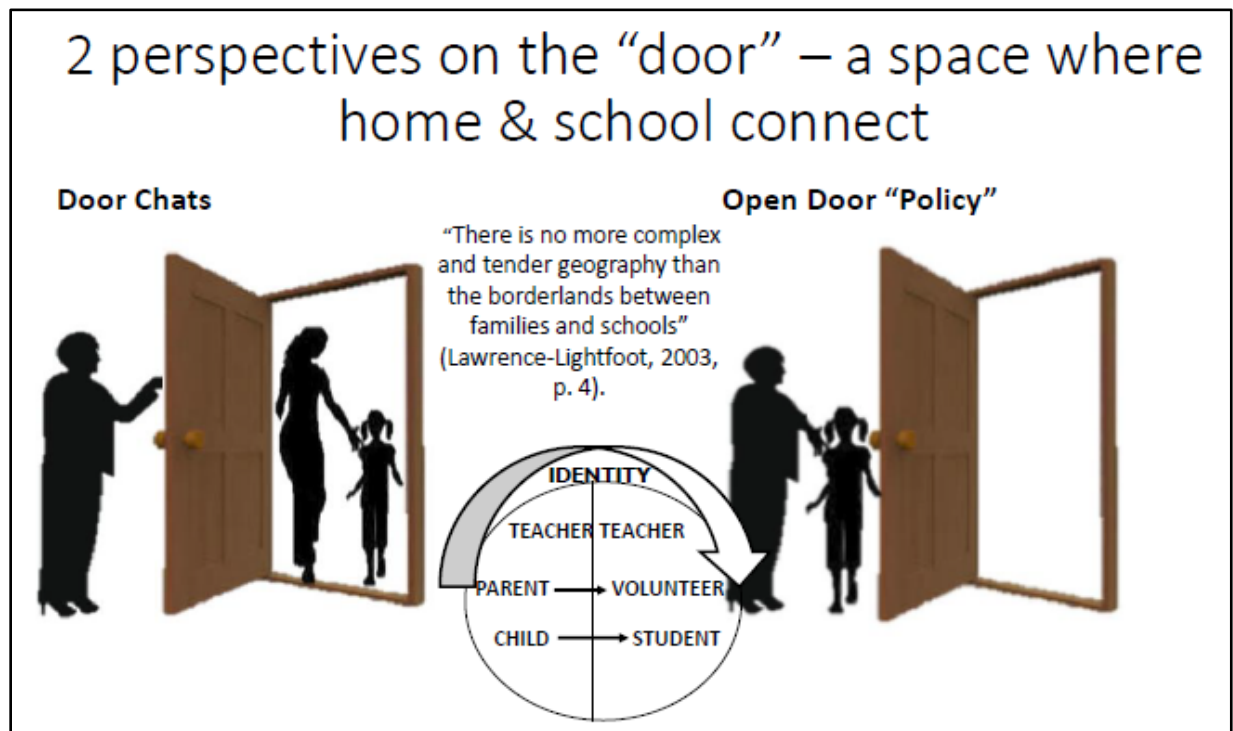 2 perspectives on the “door” – a space where
home & school connect
Door Chats
Open Door “Policy”
“There is no more complex
and tender geography than
the borderlands between
families and schools”
(Lawrence-Lightfoot, 2003,
p. 4).
IDENTITY
TEACHER TEACHER
PARENT VOLUNTEER
CHILD STUDENT